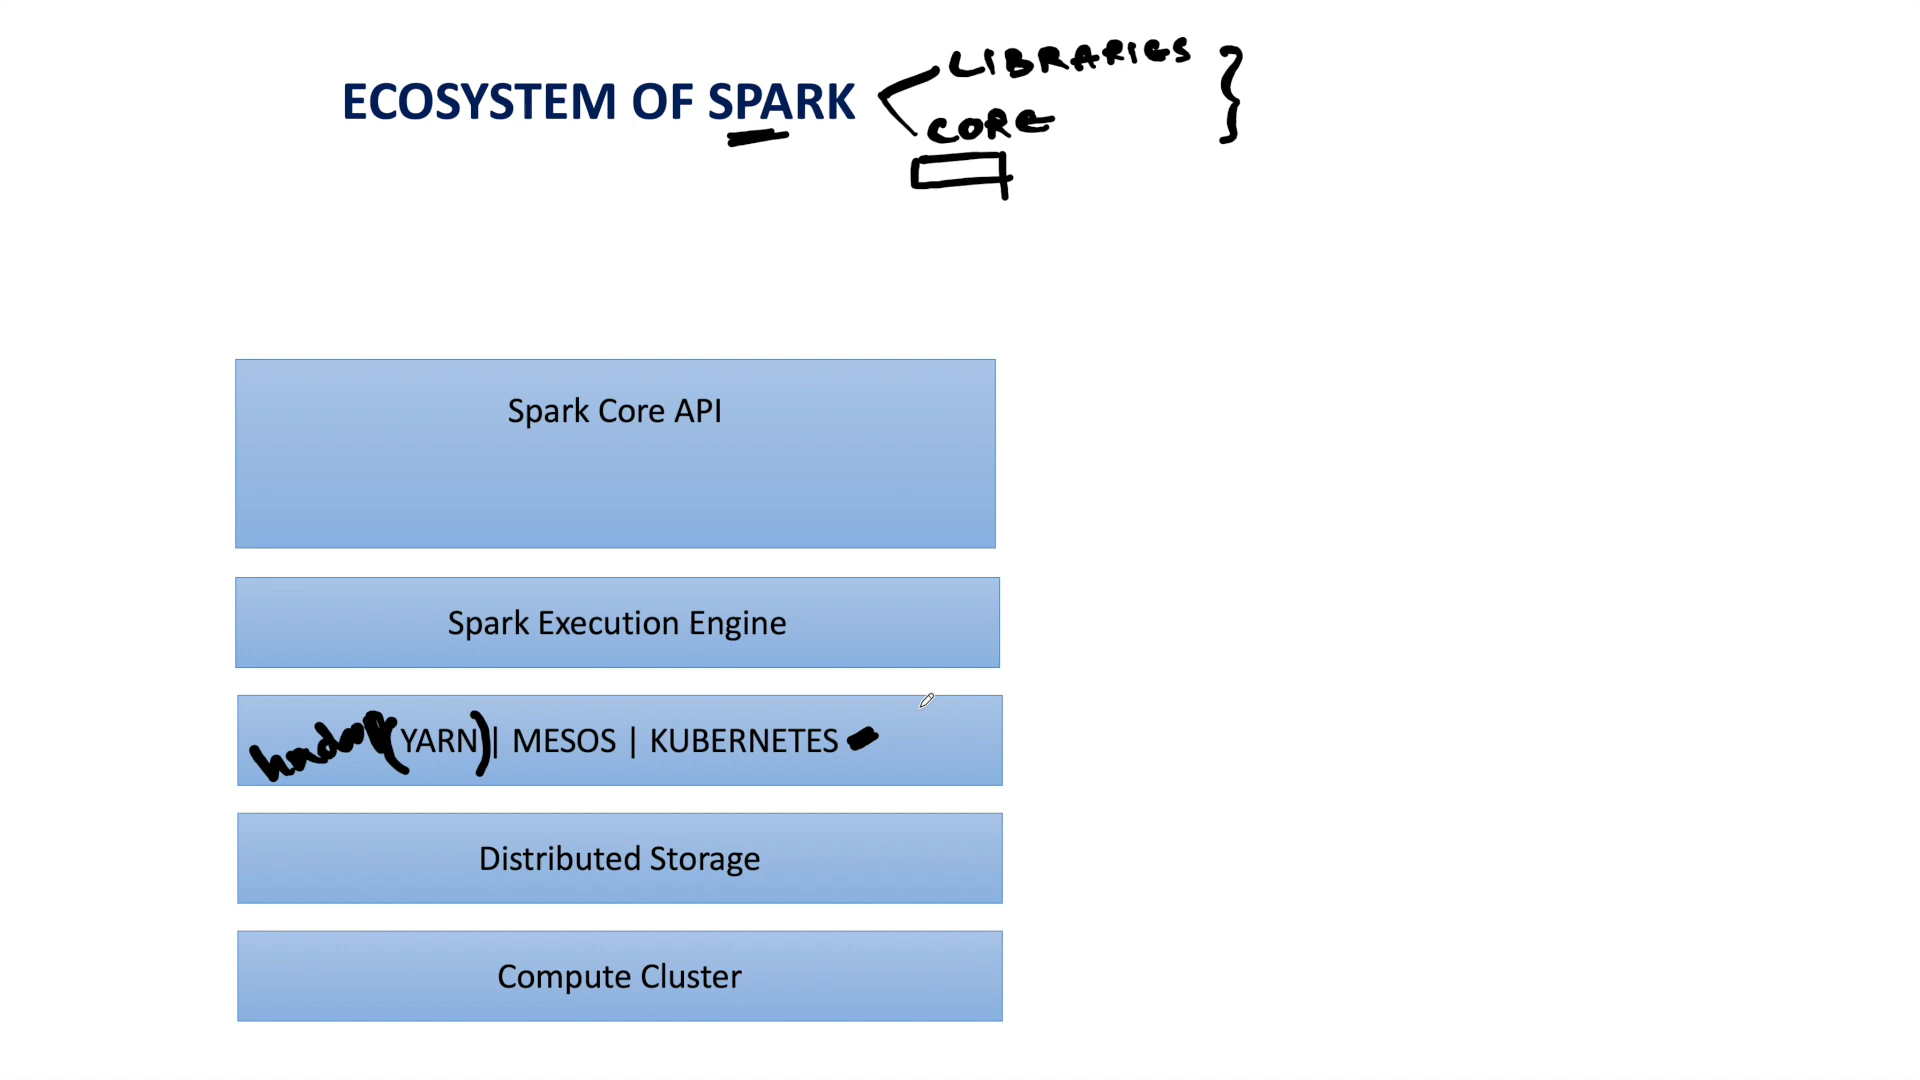 LIBRARIES
ECOSYSTEM OF SPARK
CORE
Spark Core API
Spark Execution Engine
hadoop (YARN) | MESOS | KUBERNETES
Distributed Storage
Compute Cluster